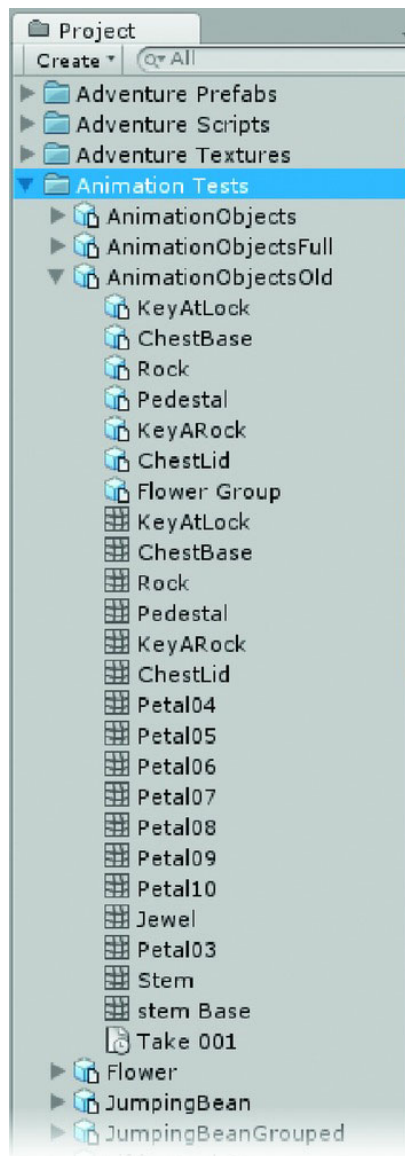 Project
Create All
Adventure Prefabs
Adventure Scripts
Adventure Textures
Animation Tests
AnimationObjects
AnimationObjectsFull
AnimationObjectsOld
KeyAtLock
ChestBase
Rock
Pedestal
KeyARock
ChestLid
Flower Group
KeyAtLock
ChestBase
Rock
Pedestal
KeyARock
ChestLid
Petal04
Petal05
Petal06
Petal07
Petal08
Petal09
Petal10
Jewel
Petal03
Stem
stem Base
Take 001
Flower
JumpingBean
JumpingBeanGrouped